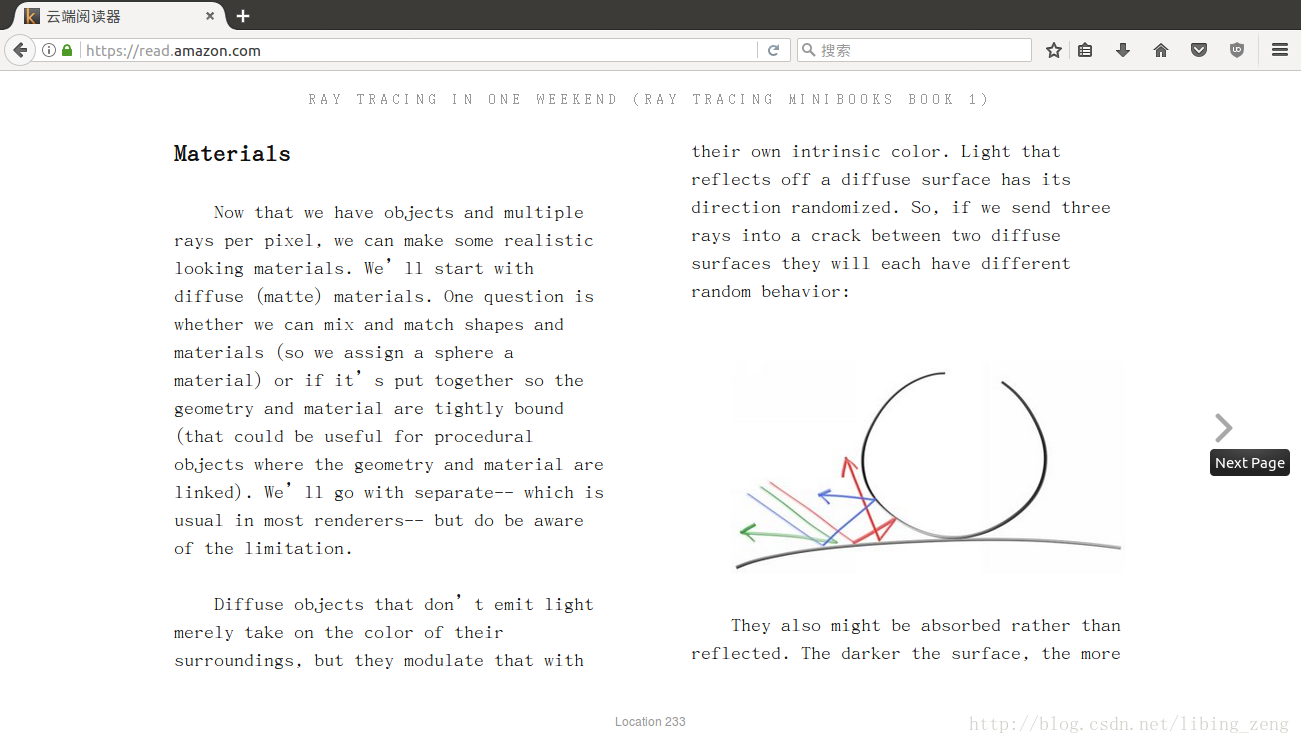 云端阅读器
https://read.amazon.com
搜索
RAY TRACING IN ONE WEEKEND (RAY TRACING MINIBOOKS BOOK 1)
Materials
Now that we have objects and multiple
rays per pixel, we can make some realistic
looking materials. We’ll start with
diffuse (matte) materials. One question is
whether we can mix and match shapes and
materials (so we assign a sphere a
material) or if it’s put together so the
geometry and material are tightly bound
(that could be useful for procedural
objects where the geometry and material are
linked). We’ll go with separate-- which is
usual in most renderers-- but do be aware
of the limitation.
Diffuse objects that don’t emit light
merely take on the color of their
surroundings, but they modulate that with
their own intrinsic color. Light that
reflects off a diffuse surface has its
direction randomized. So, if we send three
rays into a crack between two diffuse
surfaces they will each have different
random behavior:
They also might be absorbed rather than
reflected. The darker the surface, the more
Next Page
Location 233
http://blog.csdn.net/libing_zeng